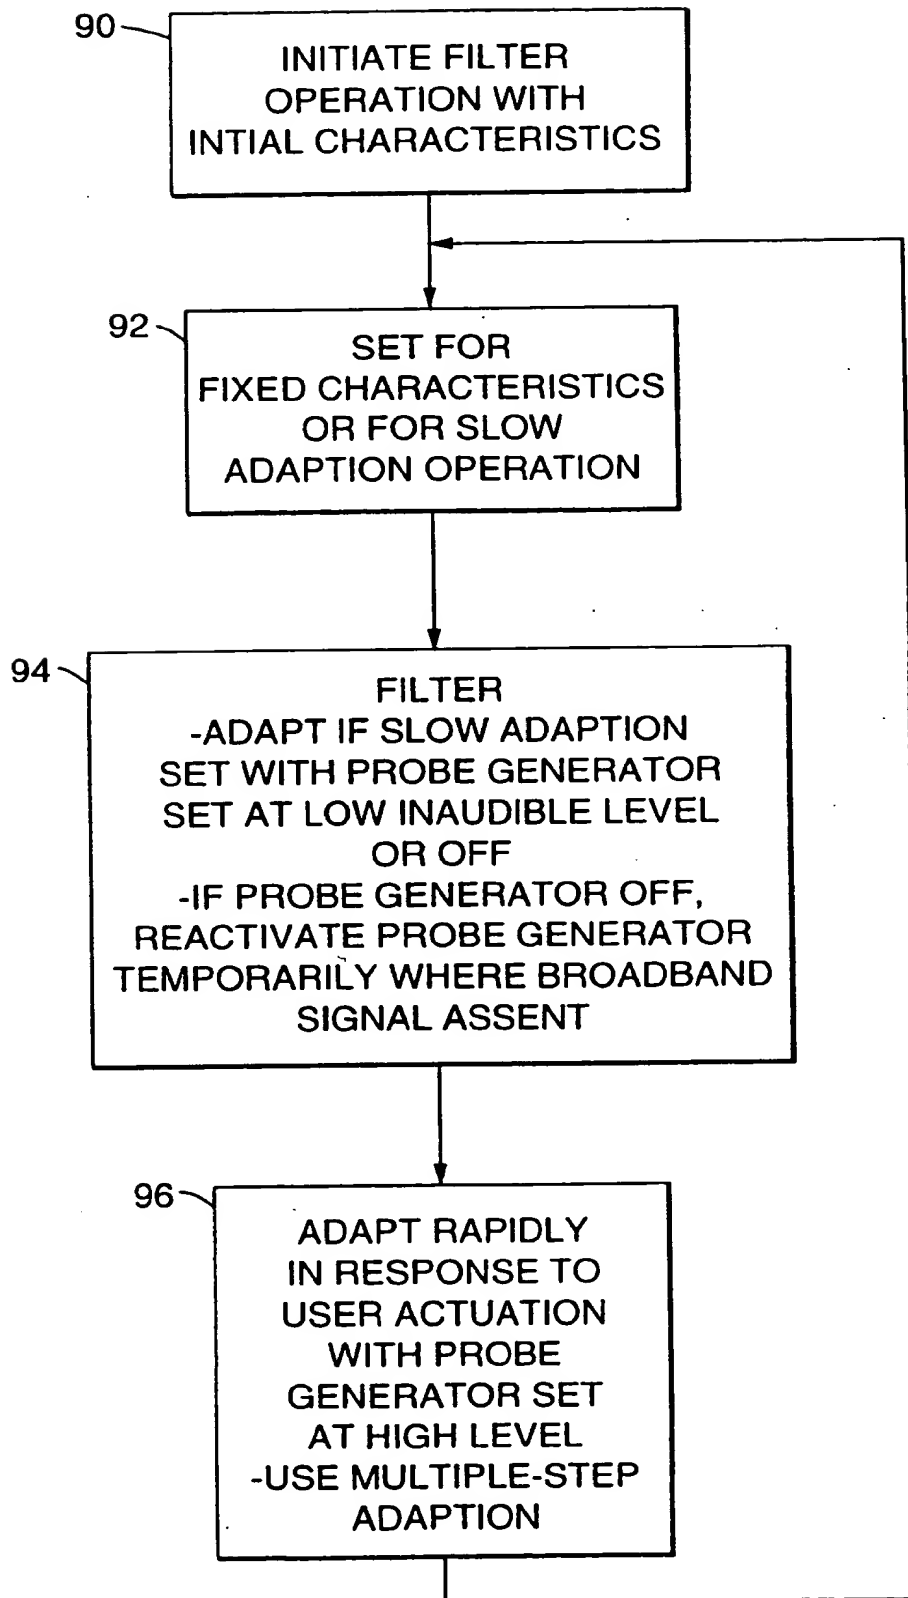 90
INITIATE FILTER
OPERATION WITH
INTIAL CHARACTERISTICS
92
SET FOR
FIXED CHARACTERISTICS
OR FOR SLOW
ADAPTION OPERATION
94
FILTER
-ADAPT IF SLOW ADAPTION
SET WITH PROBE GENERATOR
SET AT LOW INAUDIBLE LEVEL
OR OFF
-IF PROBE GENERATOR OFF,
REACTIVATE PROBE GENERATOR
TEMPORARILY WHERE BROADBAND
SIGNAL ASSENT
96
ADAPT RAPIDLY
IN RESPONSE TO
USER ACTUATION
WITH PROBE
GENERATOR SET
AT HIGH LEVEL
-USE MULTIPLE-STEP
ADAPTION